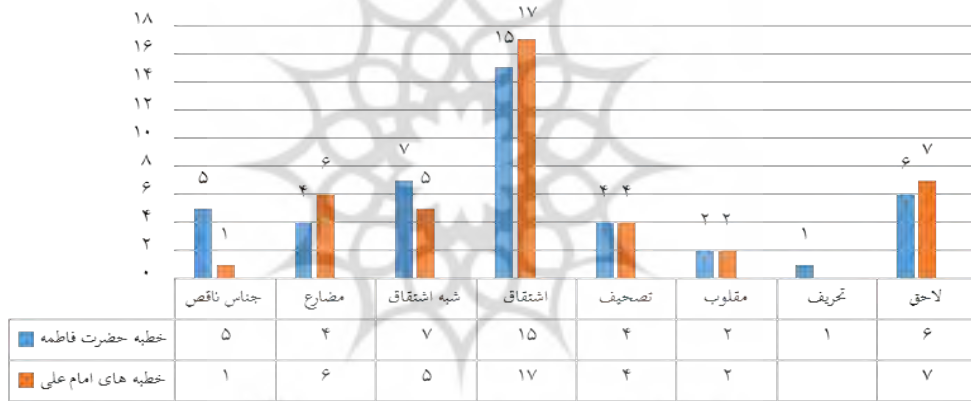 ۱۸
۱۶
۱۴
۱۲
۱۰
۸
۶
۴
۲
۰
۵ ۱ ۴ ۶ ۷ ۵ ۱۵ ۱۷ ۴ ۴ ۲ ۲ ۱ ۶ ۷
جناس ناقص مضارع شبه اشتقاق اشتقاق تصحیف مقلوب تحریف لاحق
خطبه حضرت فاطمه ۵ ۴ ۷ ۱۵ ۴ ۲ ۱ ۶
خطبه های امام علی ۱ ۶ ۵ ۱۷ ۴ ۲ ۷